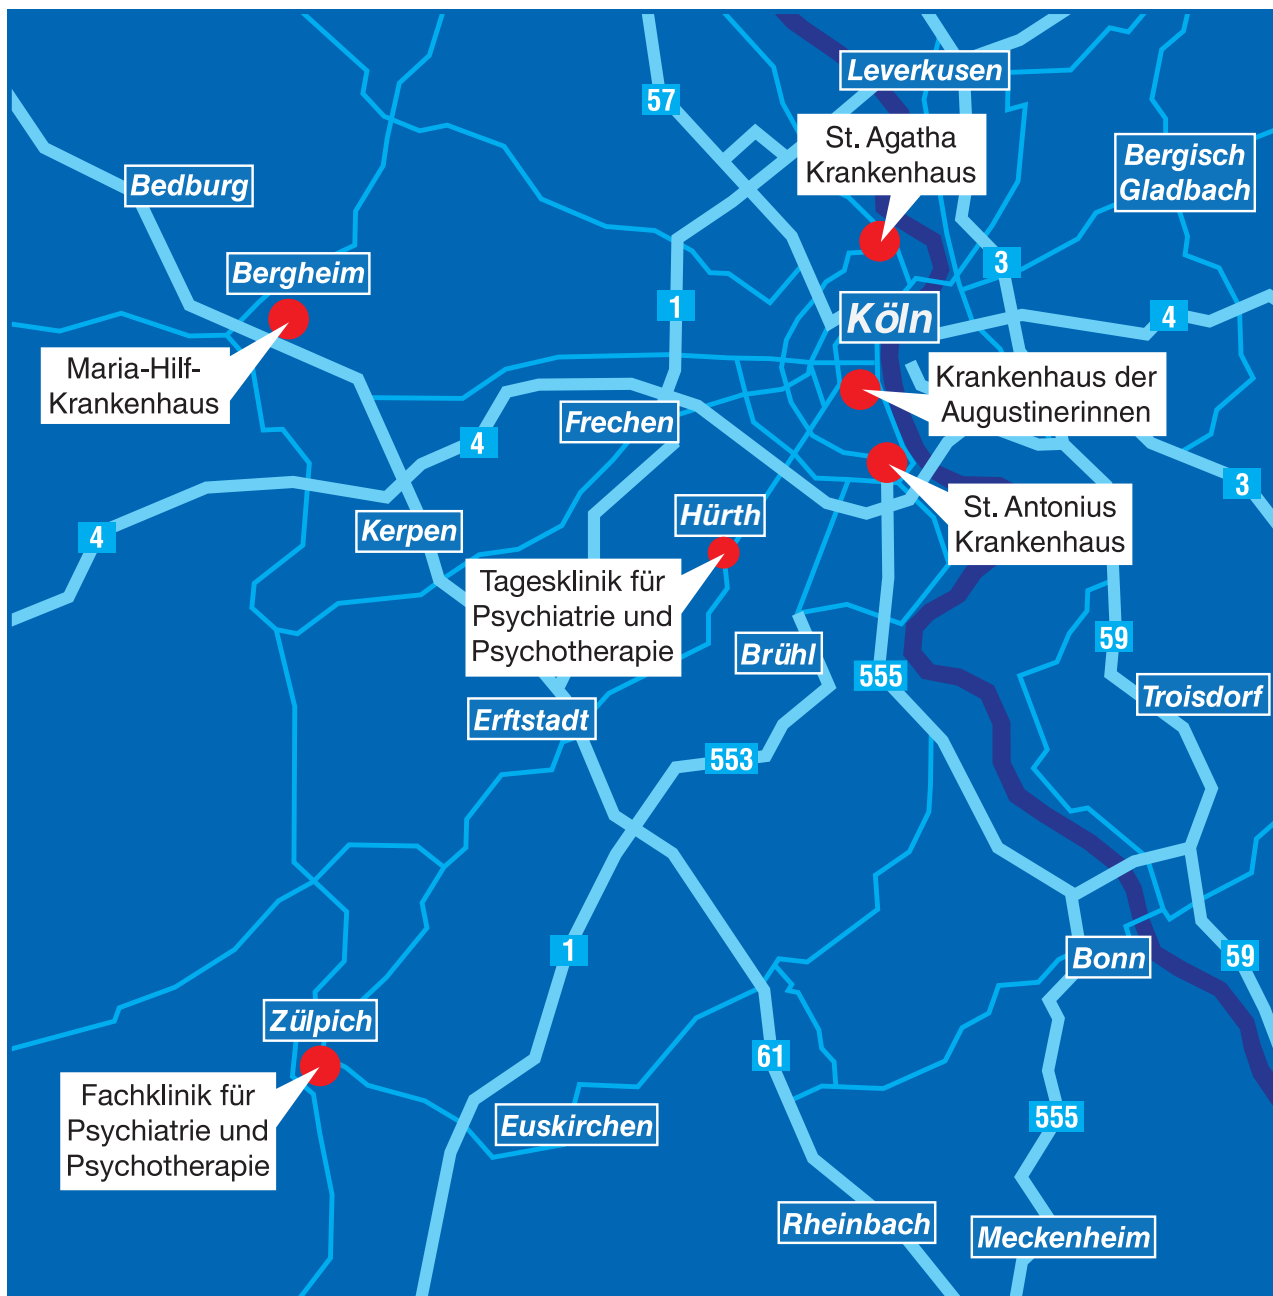 Leverkusen
57
St. Agatha
Krankenhaus
Bergisch
Gladbach
Bedburg
Bergheim
3
1
Köln
4
Maria-Hilf-
Krankenhaus
Krankenhaus der
Augustinerinnen
Frechen
4
3
Hürth
St. Antonius
Krankenhaus
Kerpen
4
Tagesklinik für
Psychiatrie und
Psychotherapie
59
Brühl
555
Troisdorf
Erftstadt
553
1
Bonn
59
Zülpich
61
Fachklinik für
Psychiatrie und
Psychotherapie
Euskirchen
555
Rheinbach
Meckenheim